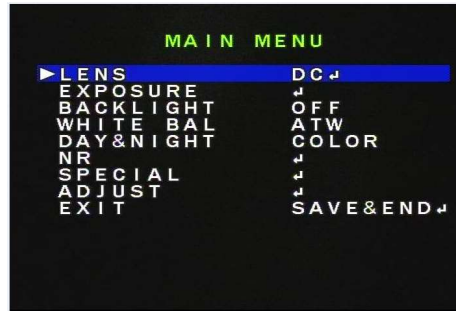 MAIN MENU
►LENS DC↵
EXPOSURE ↵
BACKLIGHT OFF
WHITE BAL ATW
DAY&NIGHT COLOR
NR ↵
SPECIAL ↵
ADJUST ↵
EXIT SAVE&END↵